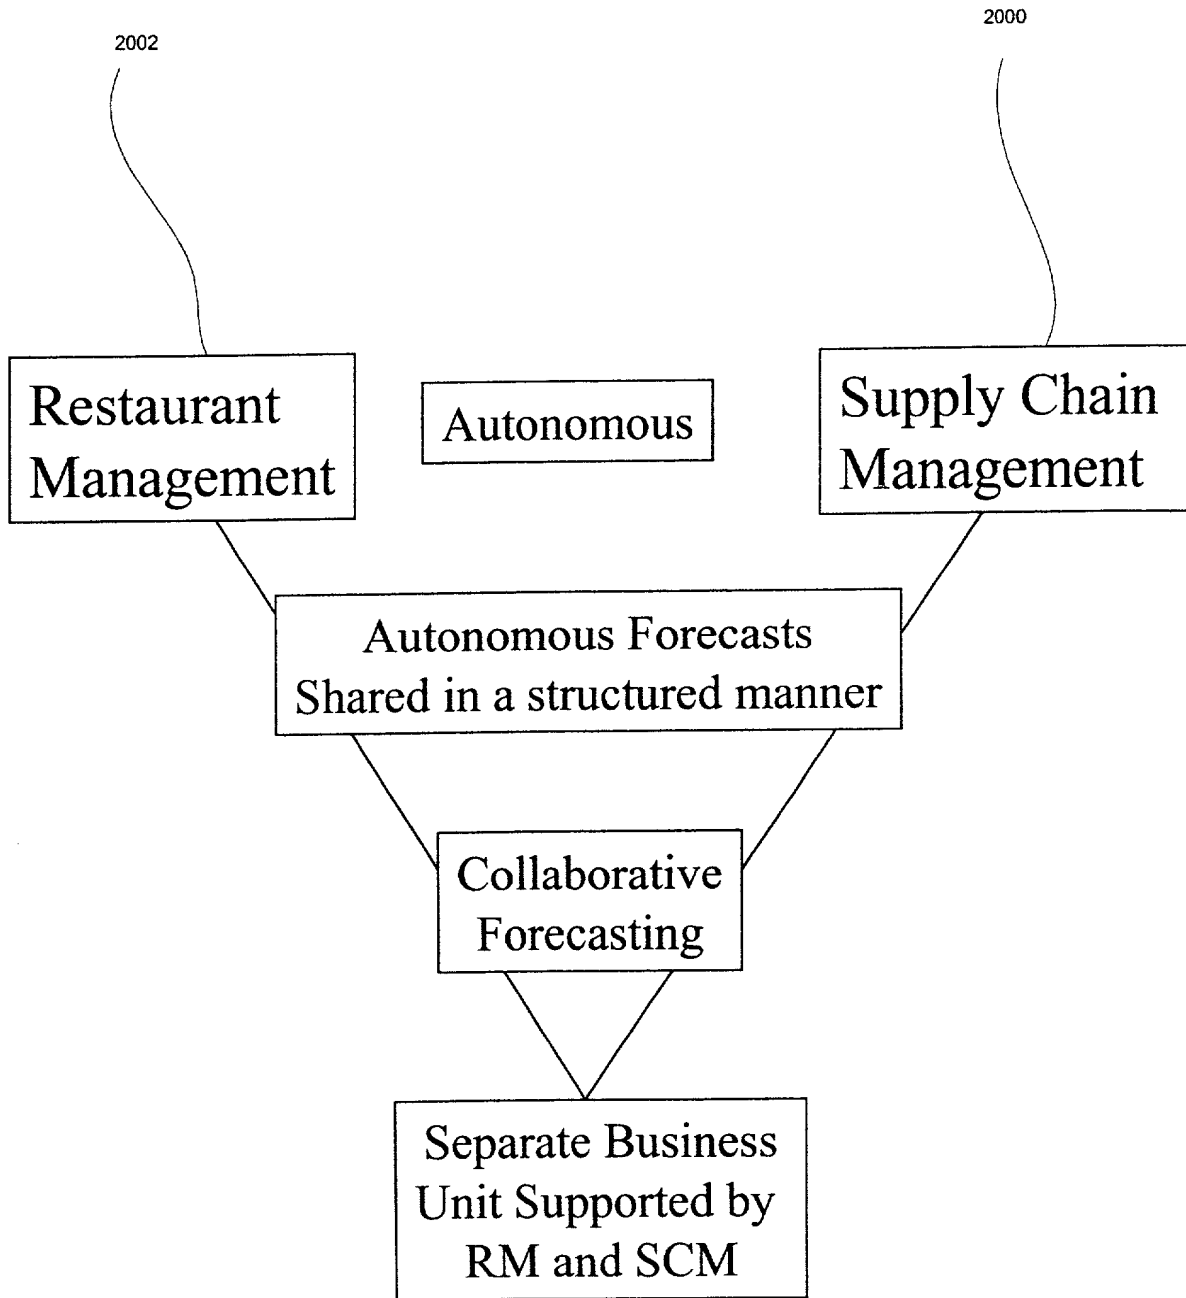 2002
2000
Restaurant
Management
Autonomous
Supply Chain
Management
Autonomous Forecasts
Shared in a structured manner
Collaborative
Forecasting
Separate Business
Unit Supported by
RM and SCM